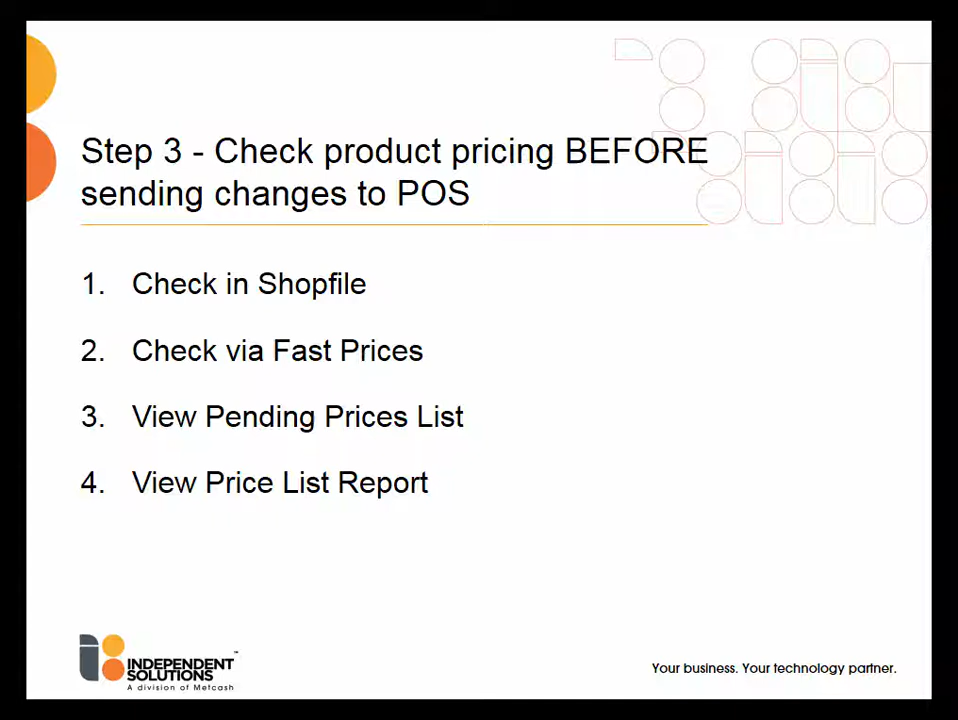 Step 3 - Check product pricing BEFORE
sending changes to POS
1. Check in Shopfile
2. Check via Fast Prices
3. View Pending Prices List
4. View Price List Report
INDEPENDENT
SOLUTIONS™
A division of Metcash
Your business. Your technology partner.